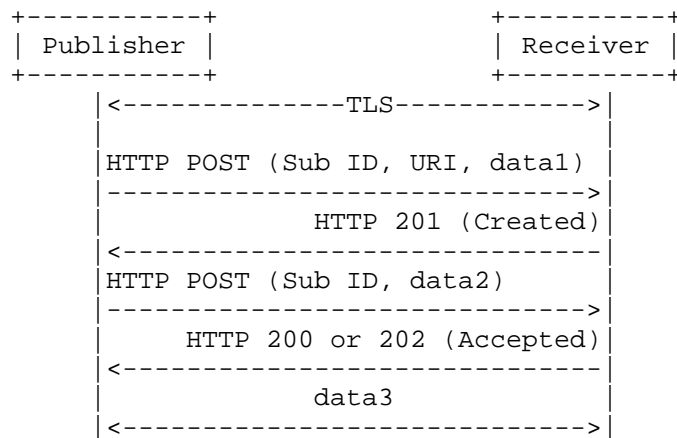 Publisher Receiver
TLS
HTTP POST (Sub ID, URI, data1)
HTTP 201 (Created)
HTTP POST (Sub ID, data2)
HTTP 200 or 202 (Accepted)
data3